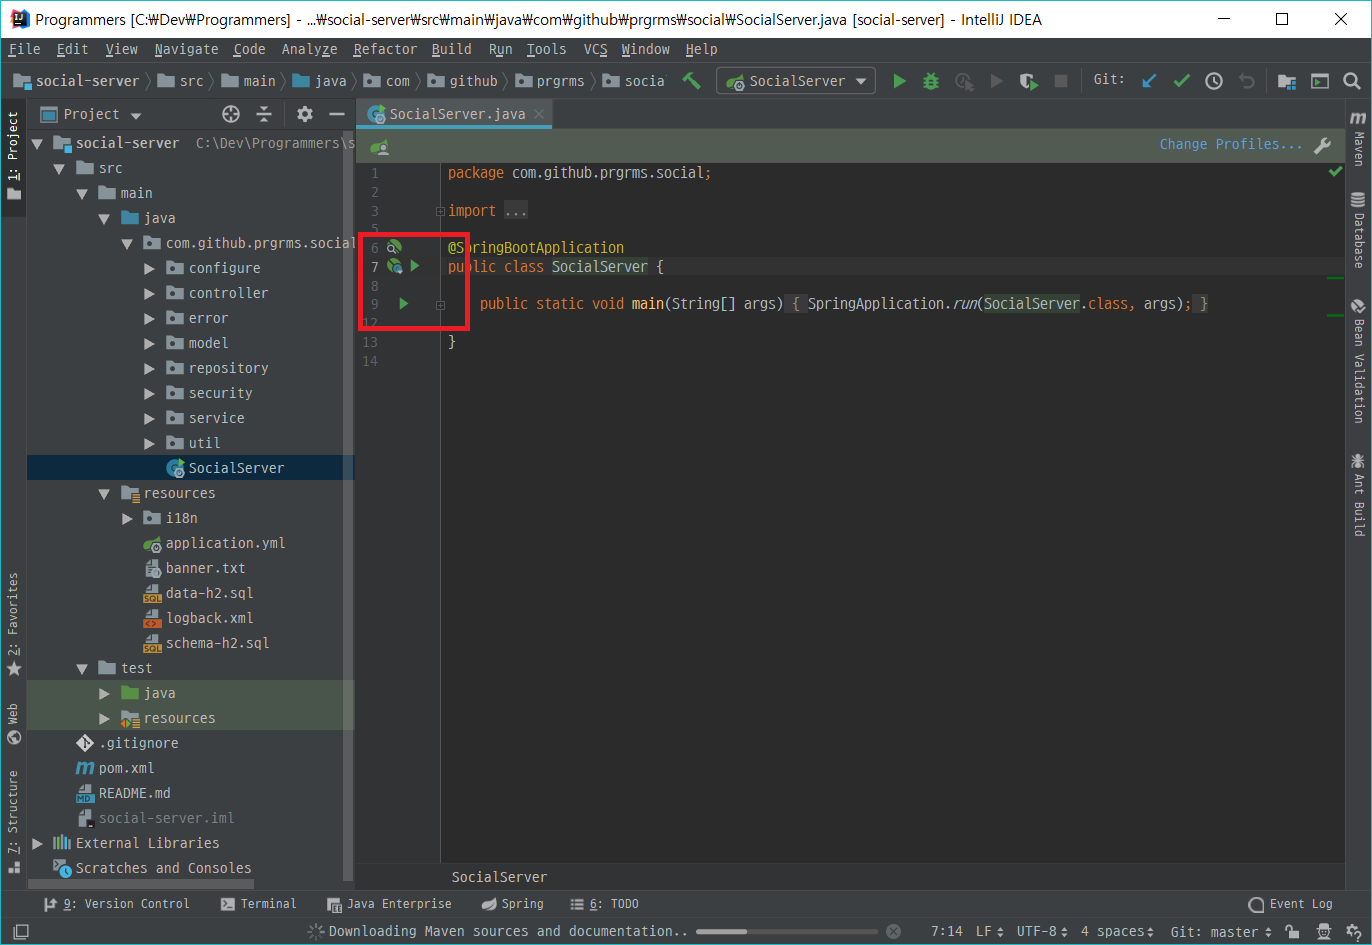 Programmers [C:₩Dev₩Programmers] - ...₩social-server₩src₩main₩java₩com₩github₩prgrms₩social₩SocialServer.java [social-server] - IntelliJ IDEA
File Edit View Navigate Code Analyze Refactor Build Run Tools VCS Window Help
social-server src main java com github prgrms socia SocialServer Git:
Project SocialServer.java
Change Profiles...
1: Project
2: Favorites
Web
7: Structure
social-server C:\Dev\Programmers\s
src
main
java
com.github.prgrms.social
configure
controller
error
model
repository
security
service
util
SocialServer
resources
i18n
application.yml
banner.txt
data-h2.sql
logback.xml
schema-h2.sql
test
java
resources
.gitignore
pom.xml
README.md
social-server.iml
External Libraries
Scratches and Consoles
1 package com.github.prgrms.social;
2
3 import ...
5
6 @SpringBootApplication
7 public class SocialServer {
8
9 public static void main(String[] args) { SpringApplication.run(SocialServer.class, args); }
12
13 }
14
SocialServer
Maven
Database
Bean Validation
Ant Build
9: Version Control Terminal Java Enterprise Spring 6: TODO Event Log
Downloading Maven sources and documentation.. 7:14 LF UTF-8 4 spaces Git: master